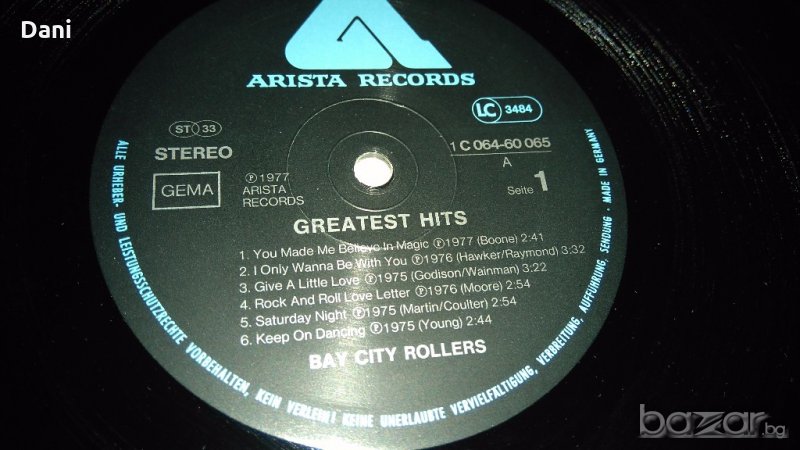 Dani
ARISTA RECORDS
LC 3484
ST 33
STEREO
GEMA
℗ 1977
ARISTA
RECORDS
1 C 064-60 065
A
Seite 1
GREATEST HITS
1. You Made Me Believe In Magic ℗1977 (Boone) 2:41
2. I Only Wanna Be With You ℗1976 (Hawker/Raymond) 3:32
3. Give A Little Love ℗1975 (Godison/Wainman) 3:22
4. Rock And Roll Love Letter ℗1976 (Moore) 2:54
5. Saturday Night ℗1975 (Martin/Coulter) 2:54
6. Keep On Dancing ℗1975 (Young) 2:44
BAY CITY ROLLERS
ALLE URHEBER- UND LEISTUNGSSCHUTZRECHTE VORBEHALTEN, KEIN VERLEIH! KEINE UNERLAUBTE VERVIELFÄLTIGUNG, VERBREITUNG, AUFFÜHRUNG, SENDUNG · MADE IN GERMANY
bazar.bg